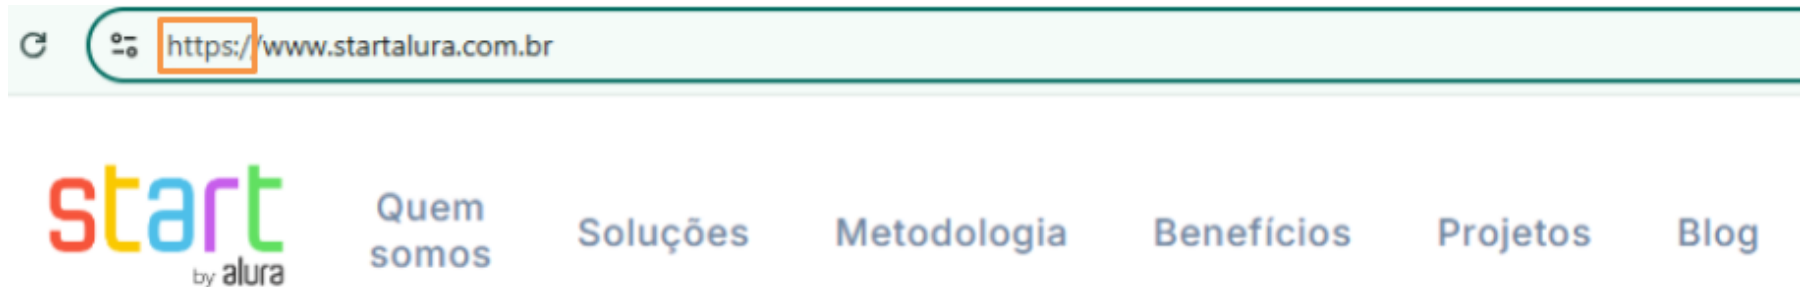 https://www.startalura.com.br
start
by alura
Quem
somos
Soluções
Metodologia
Benefícios
Projetos
Blog